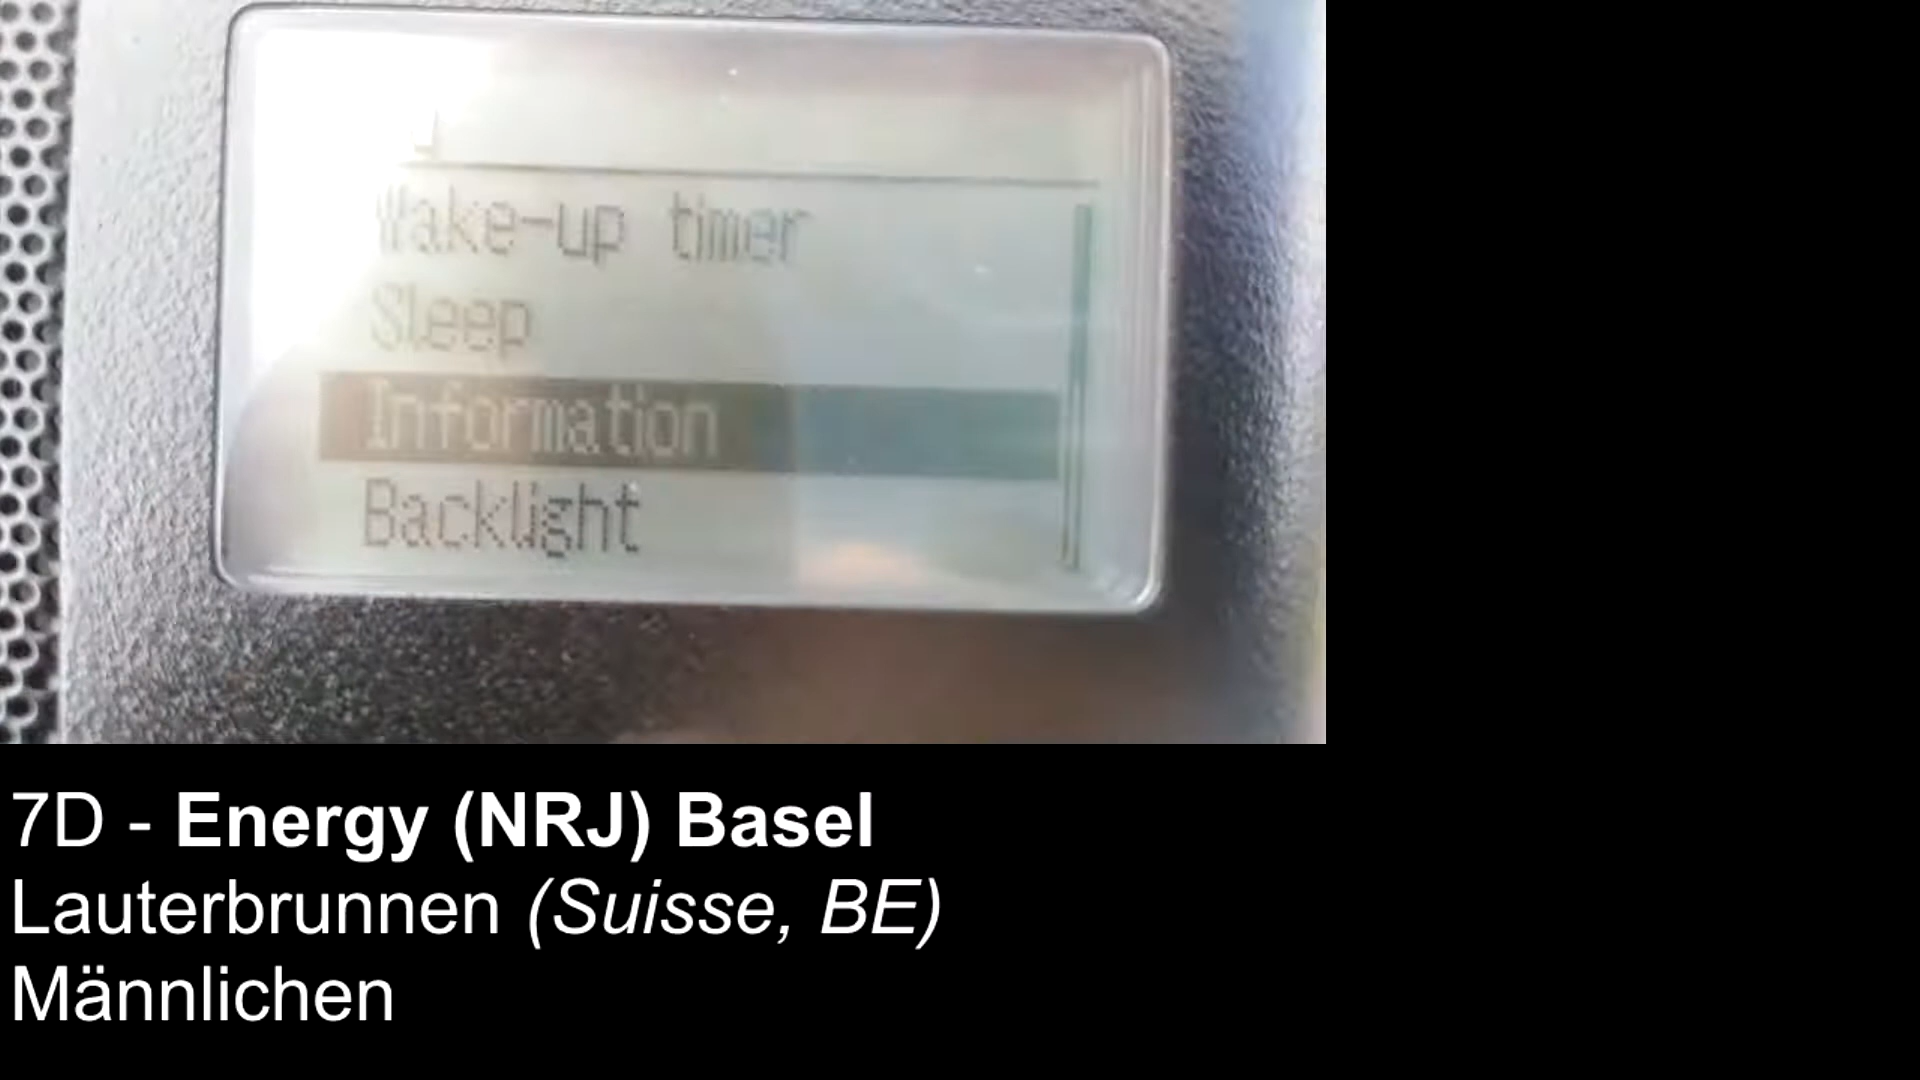 Wake-up timer
Sleep
Information
Backlight
7D - Energy (NRJ) Basel
Lauterbrunnen (Suisse, BE)
Männlichen